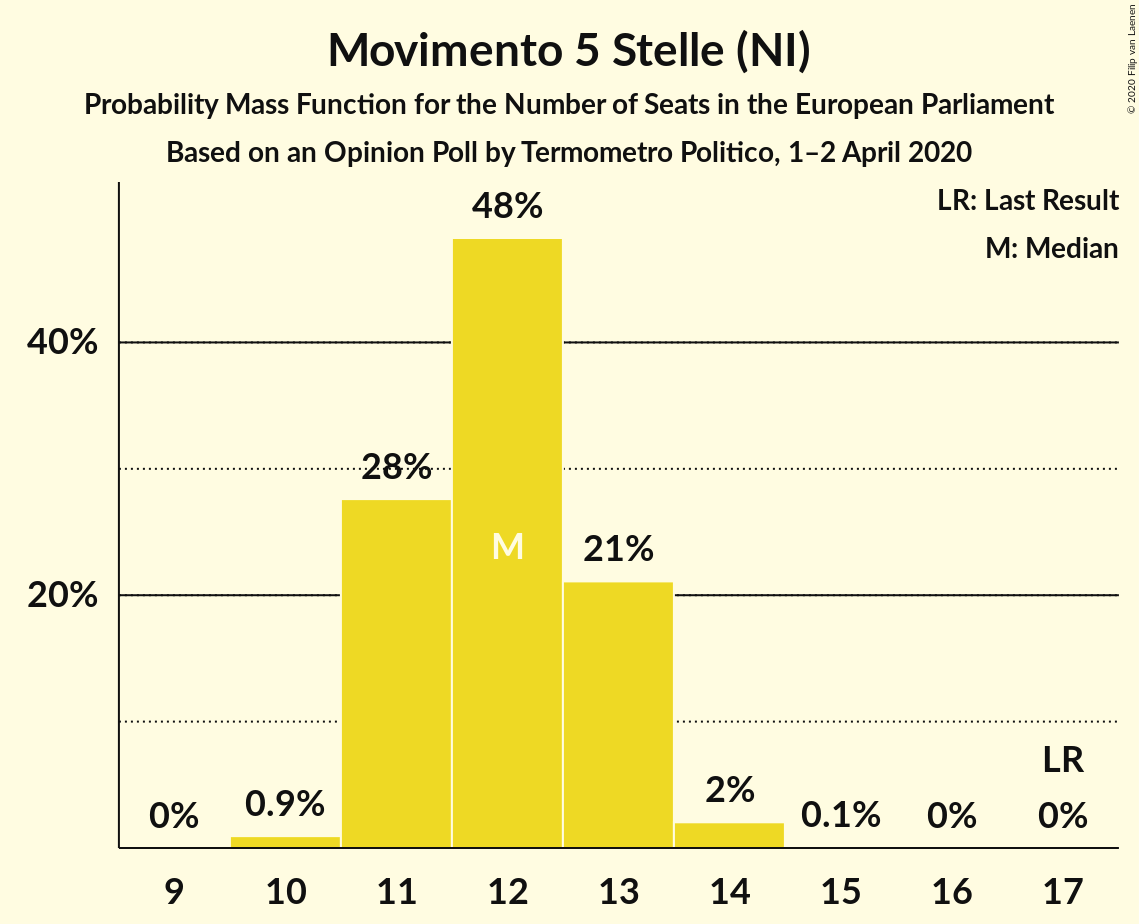 Movimento 5 Stelle (NI)
Probability Mass Function for the Number of Seats in the European Parliament
Based on an Opinion Poll by Termometro Politico, 1–2 April 2020
© 2020 Filip van Laenen
LR: Last Result
M: Median
48%
40%
28%
M
21%
20%
LR
0%
0.9%
2%
0.1%
0%
0%
9 10 11 12 13 14 15 16 17